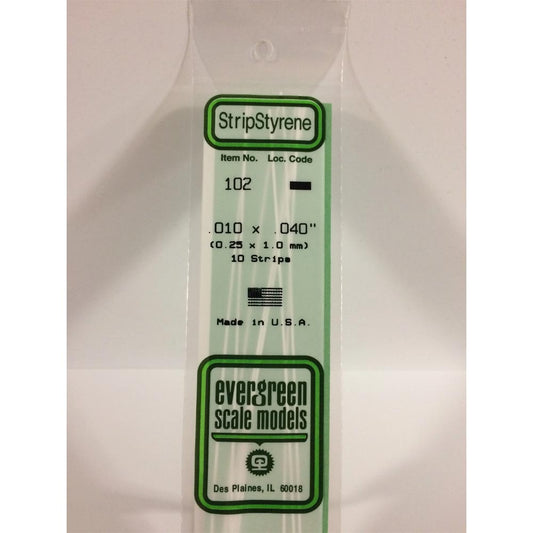 StripStyrene
Item No. Loc. Code
102
.010 x .040"
(0.25 x 1.0 mm)
10 Strips
Made in U.S.A.
evergreen
scale models
Des Plaines, IL 60018